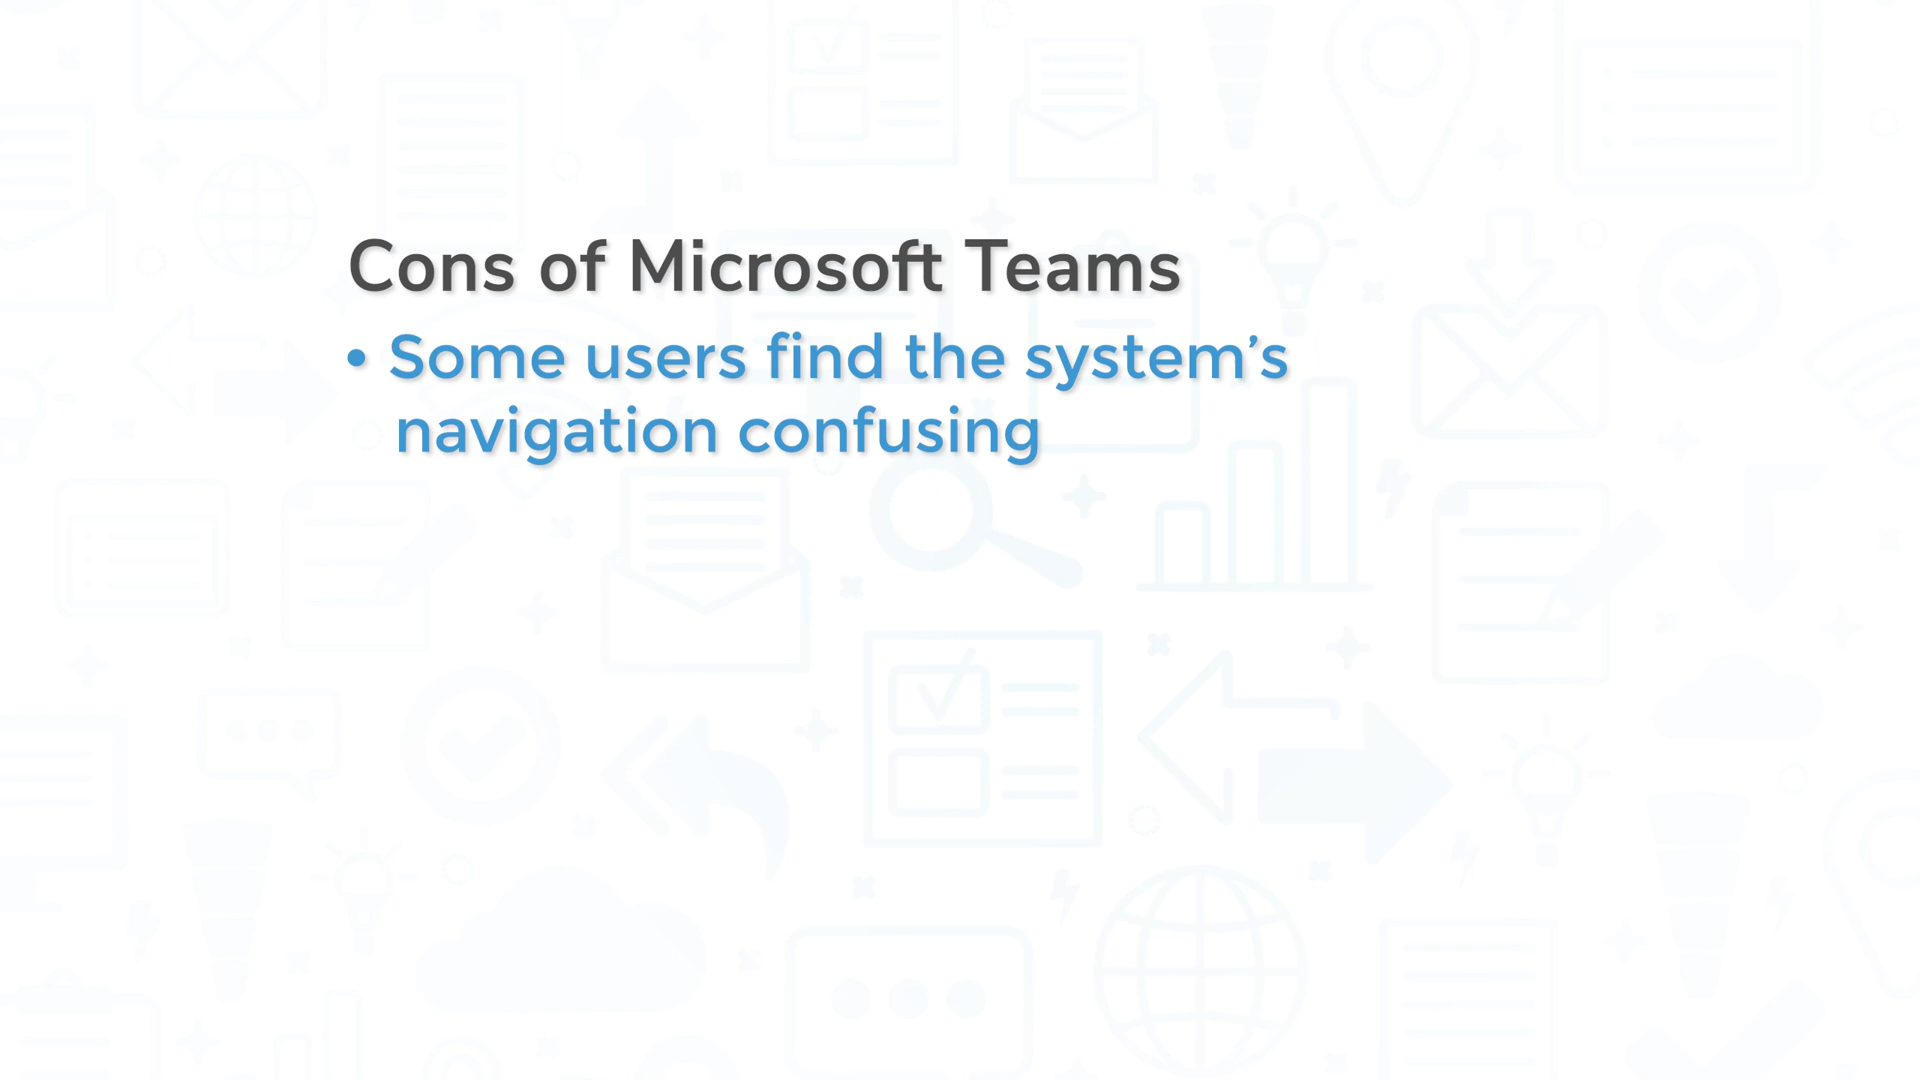 Cons of Microsoft Teams
• Some users find the system’s
navigation confusing